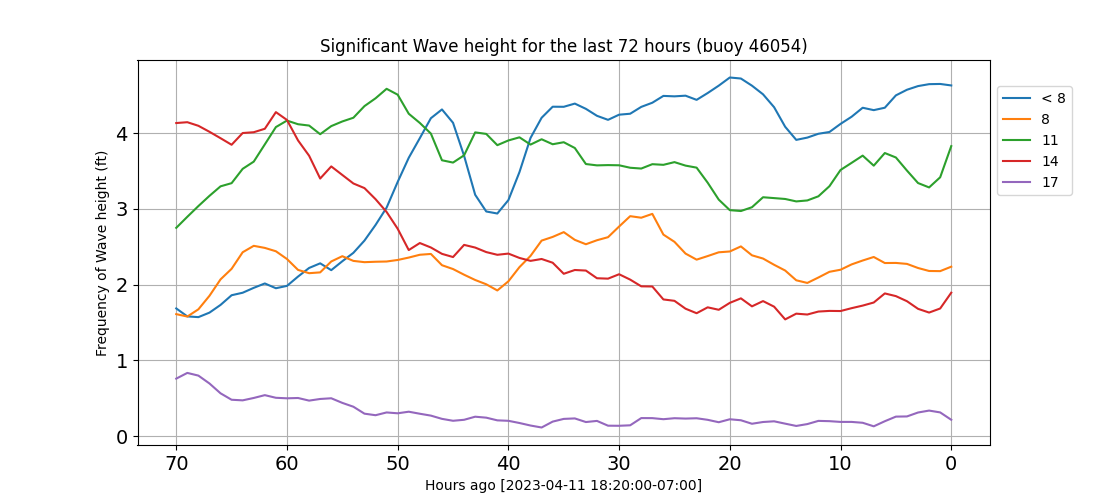 Significant Wave height for the last 72 hours (buoy 46054)
Frequency of Wave height (ft)
4
3
2
1
0
70 60 50 40 30 20 10 0
Hours ago [2023-04-11 18:20:00-07:00]
< 8
8
11
14
17